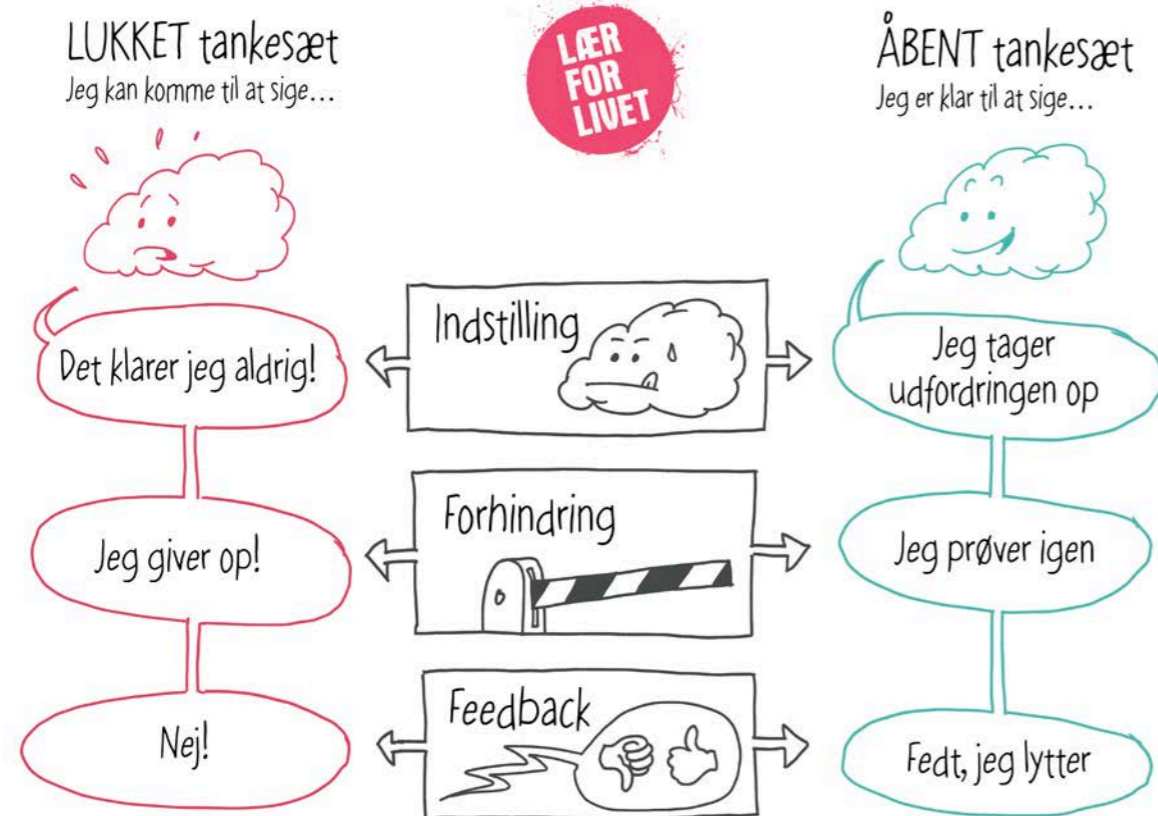 LUKKET tankesæt
Jeg kan komme til at sige...
LÆR
FOR
LIVET
ÅBENT tankesæt
Jeg er klar til at sige...
Det klarer jeg aldrig!
Indstilling
Jeg tager
udfordringen op
Jeg giver op!
Forhindring
Jeg prøver igen
Nej!
Feedback
Fedt, jeg lytter